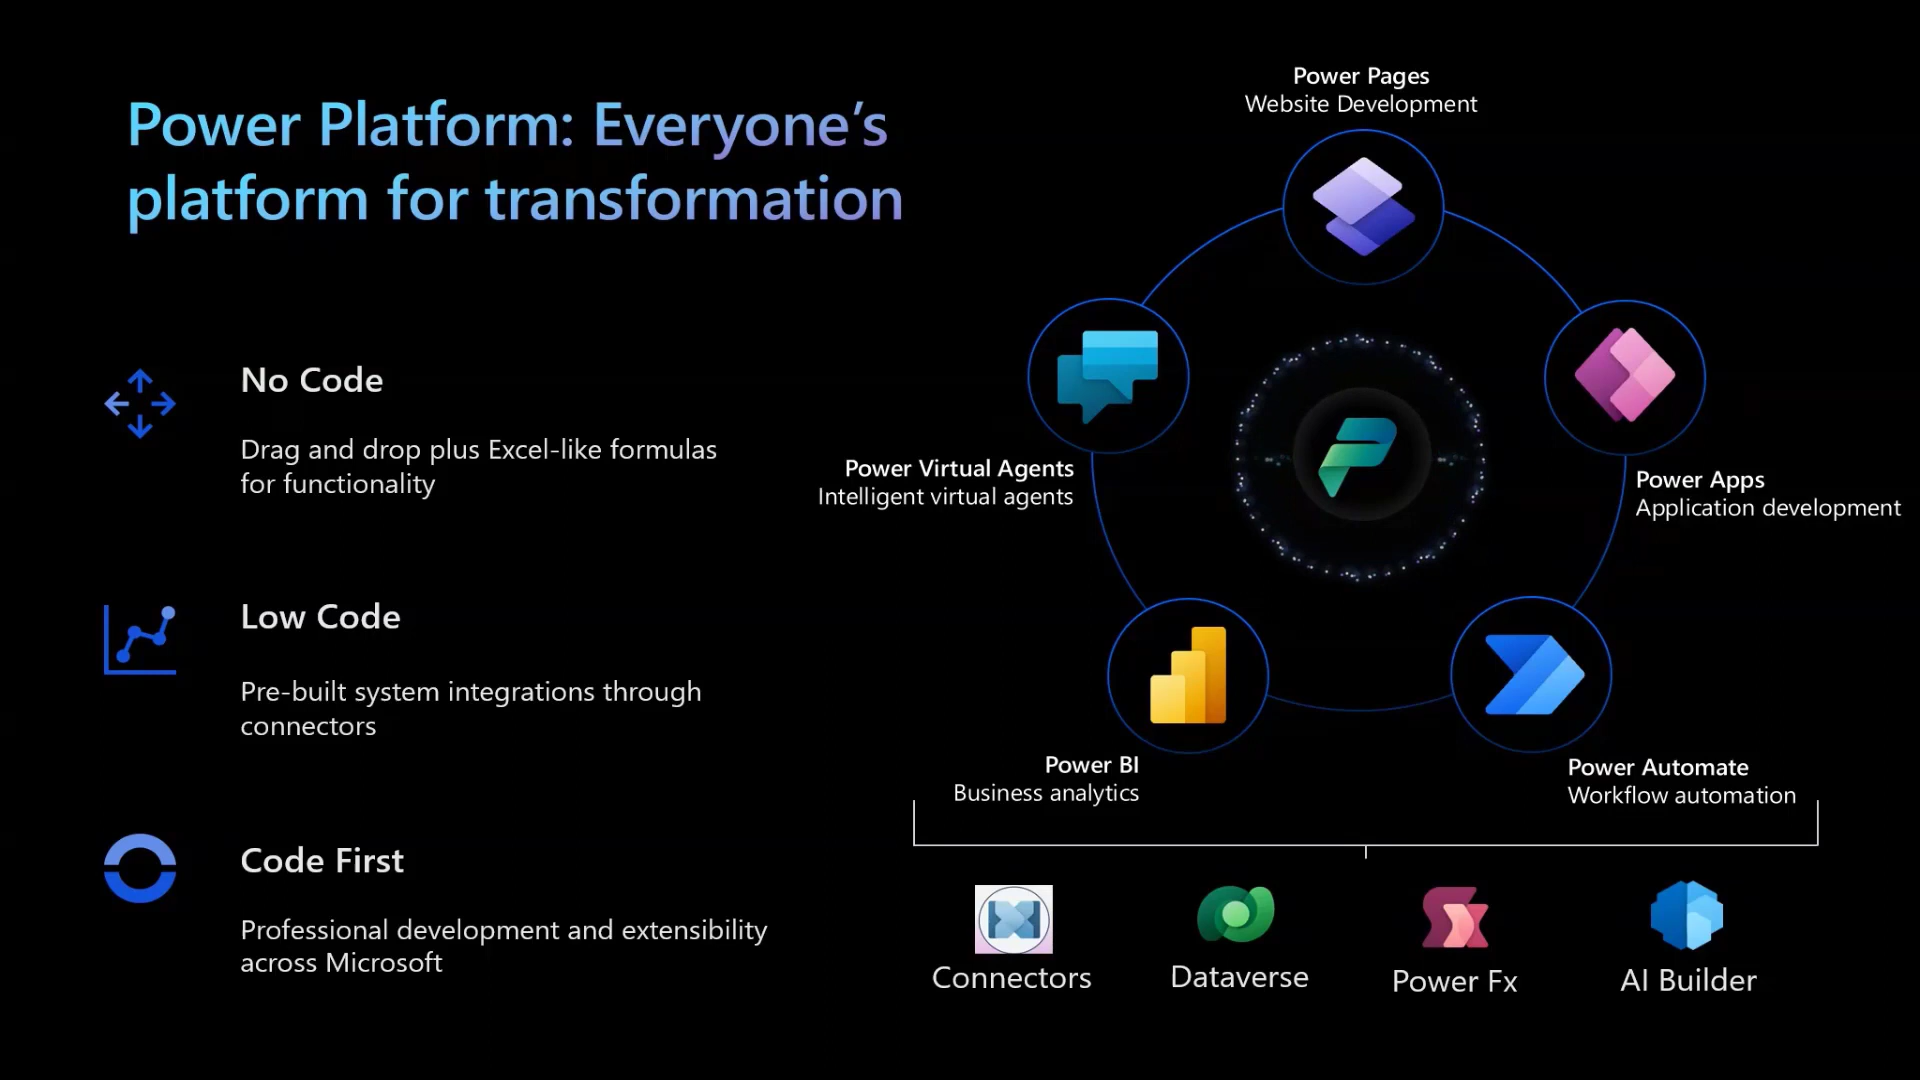 Power Platform: Everyone’s
platform for transformation
No Code
Drag and drop plus Excel-like formulas
for functionality
Low Code
Pre-built system integrations through
connectors
Code First
Professional development and extensibility
across Microsoft
Power Pages
Website Development
Power Virtual Agents
Intelligent virtual agents
Power Apps
Application development
Power BI
Business analytics
Power Automate
Workflow automation
Connectors
Dataverse
Power Fx
AI Builder